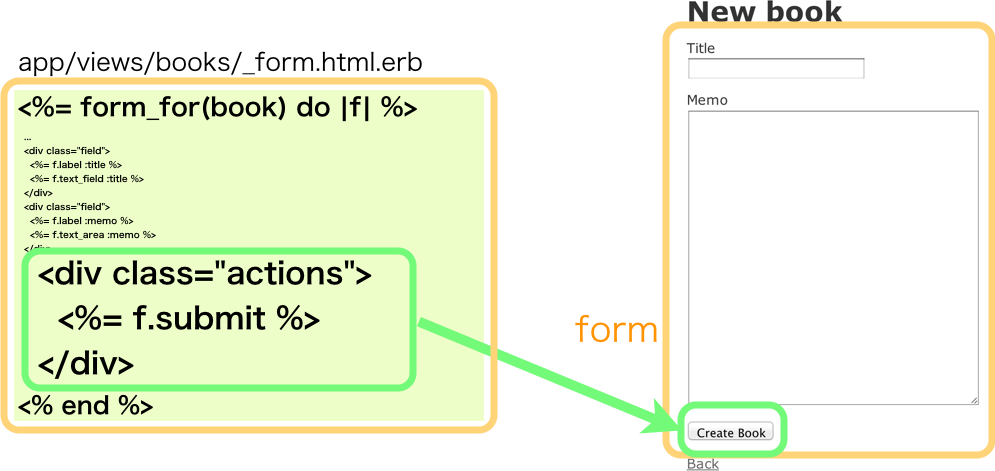 app/views/books/_form.html.erb
<%= form_for(book) do |f| %>
...
<div class="field">
<%= f.label :title %>
<%= f.text_field :title %>
</div>
<div class="field">
<%= f.label :memo %>
<%= f.text_area :memo %>
</div>
<div class="actions">
<%= f.submit %>
</div>
<% end %>
form
New book
Title
Memo
Create Book
Back